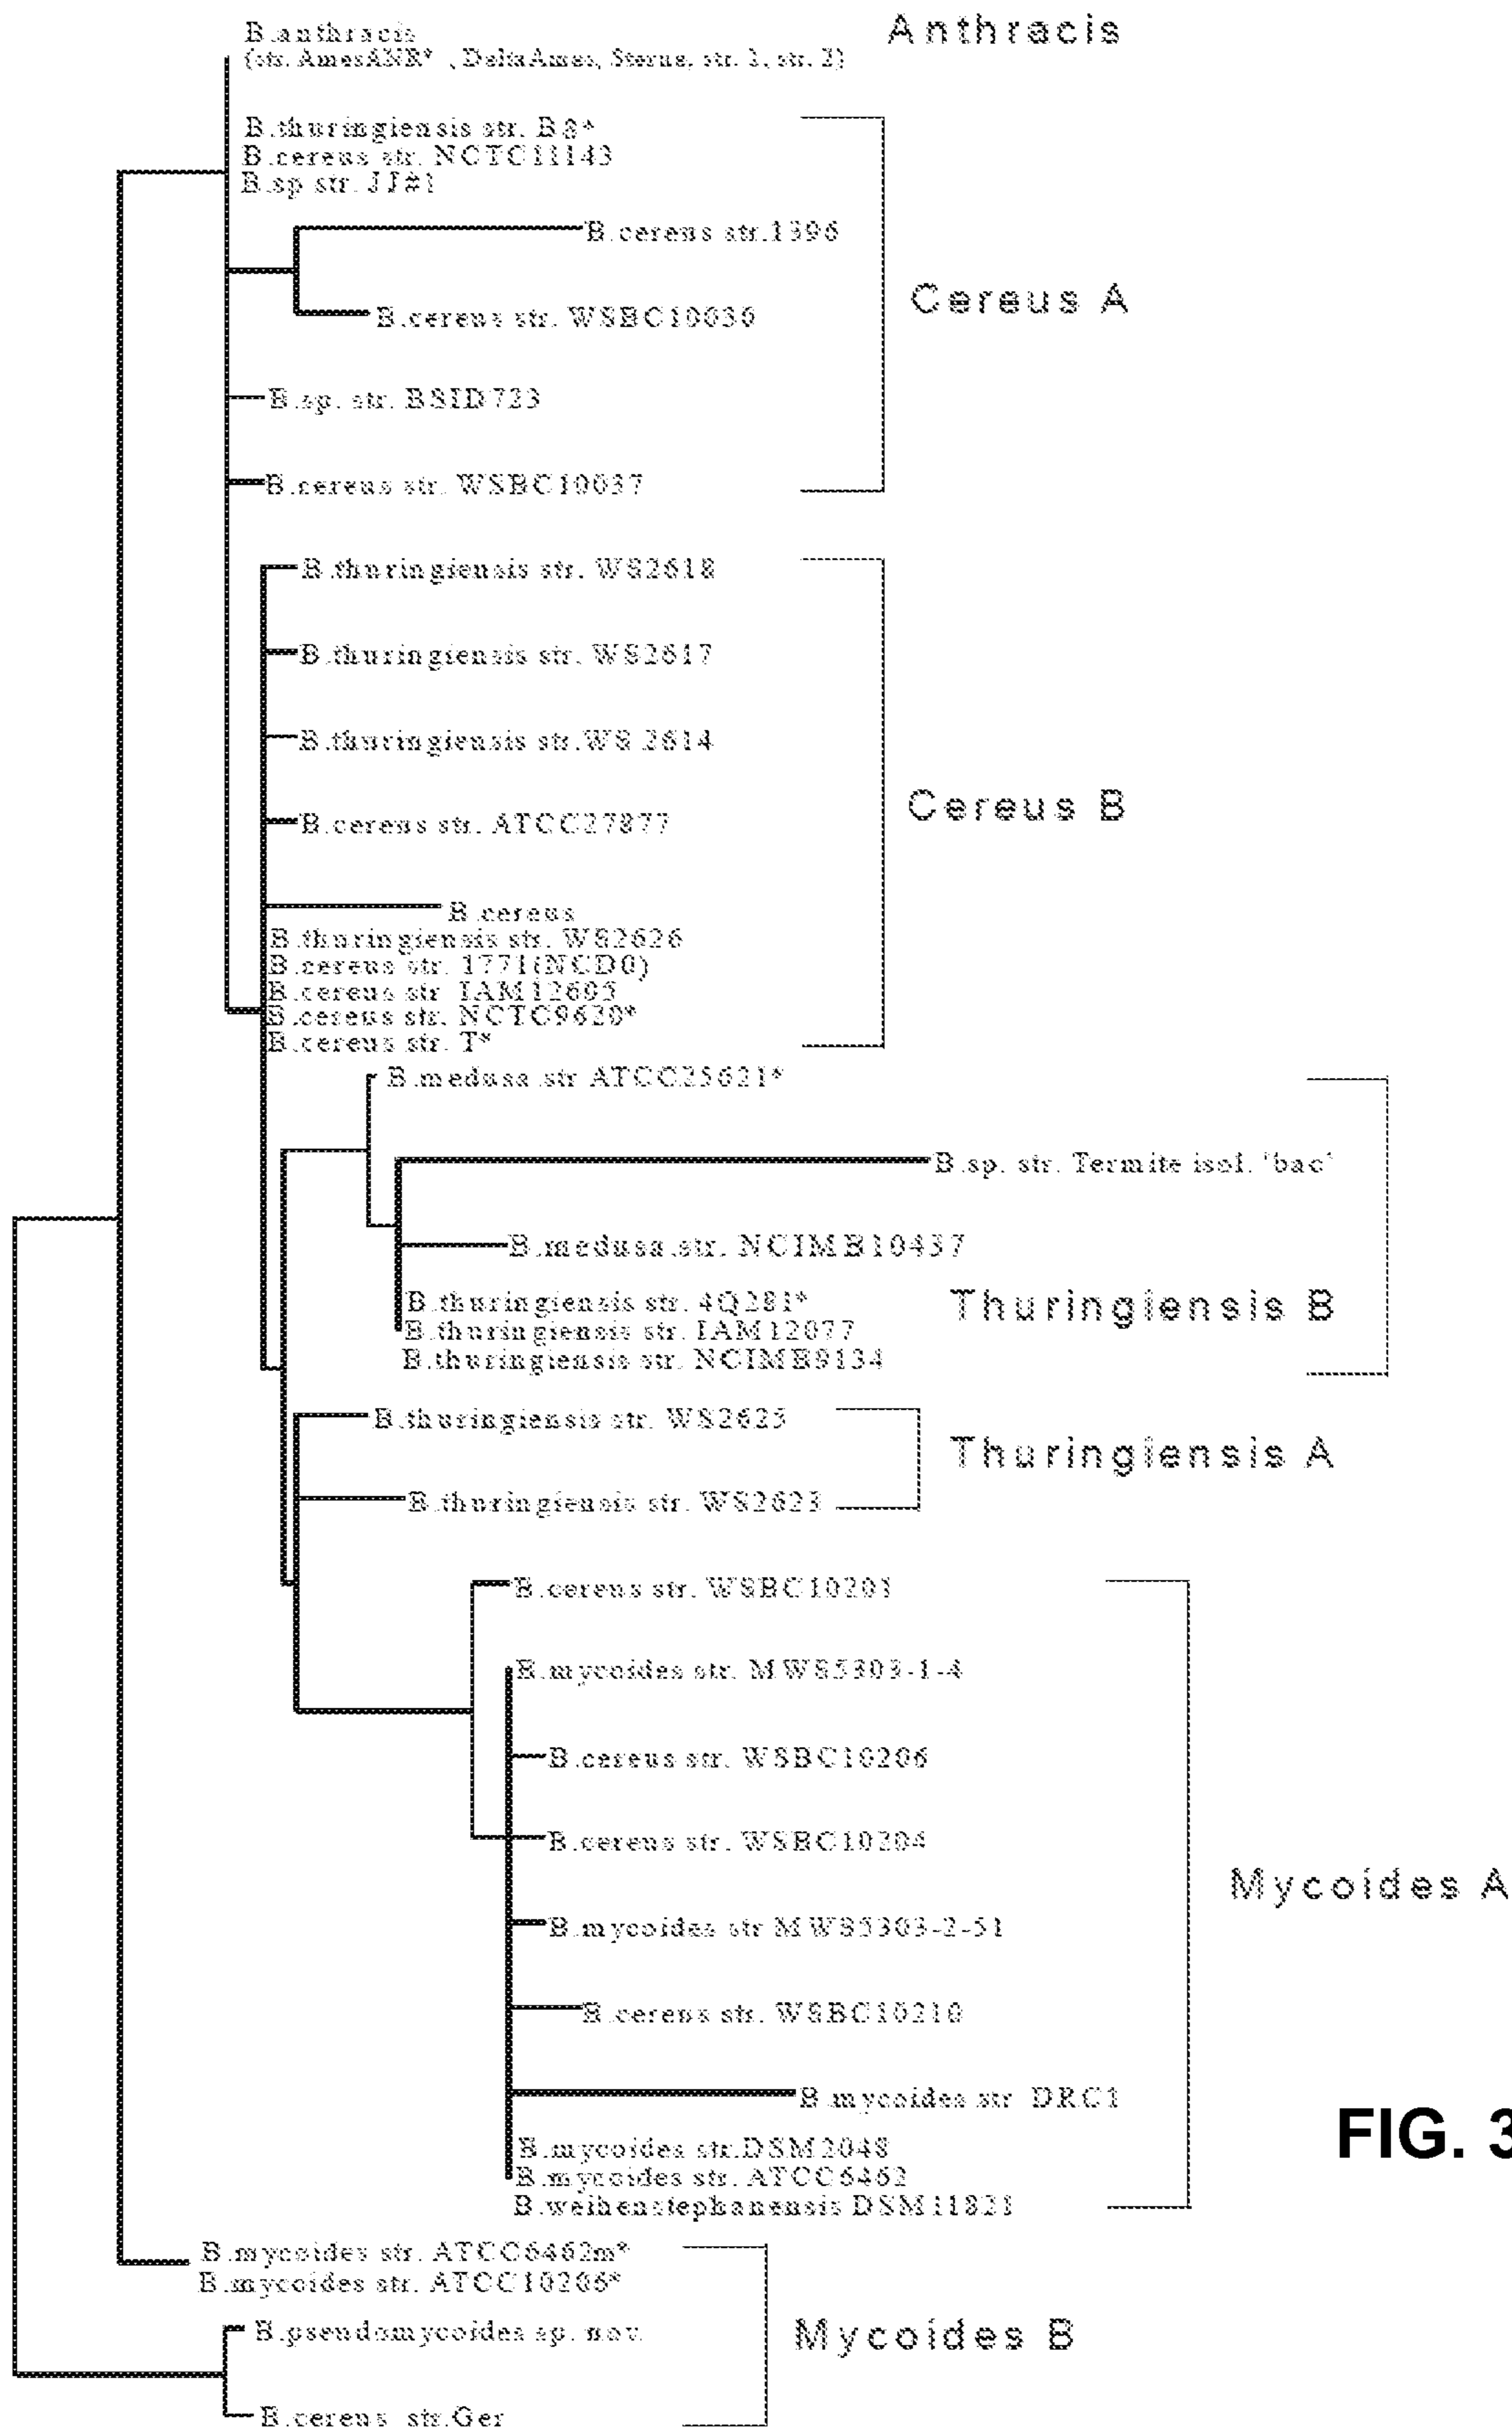 B.anthracis
Anthracis
(str. AmesANR* , DeltaAmes, Sterne, str. 1, str. 2)
B.thuringiensis str. B8*
B.cereus str. NCTC11143
B.sp str. JJ#1
B.cereus str.1396
Cereus A
B.cereus str. WSBC10030
B.sp. str. BSID723
B.cereus str. WSBC10037
B.thuringiensis str. WS2618
B.thuringiensis str. WS2617
B.thuringiensis str.WS 2614
Cereus B
B.cereus str. ATCC27877
B.cereus
B.thuringiensis str. WS2626
B.cereus str. 1771(NCD0)
B.cereus str. IAM12605
B.cereus str. NCTC9620*
B.cereus str. T*
B.medusa.str ATCC25621*
B.sp. str. Termite isol. 'bac'
B.medusa.str. NCIMB10437
B.thuringiensis str. 4Q281*
Thuringiensis B
B.thuringiensis str. IAM12077
B.thuringiensis str. NCIMB9134
B.thuringiensis str. WS2625
Thuringiensis A
B.thuringiensis str. WS2623
B.cereus str. WSBC10201
B.mycoides str. MWS5303-1-4
B.cereus str. WSBC10206
B.cereus str. WSBC10204
Mycoides A
B.mycoides str MWS5303-2-51
B.cereus str. WSBC10210
B.mycoides.str DRC1
FIG. 3
B.mycoides str.DSM2048
B.mycoides str. ATCC6462
B.weihenstephanensis DSM11821
B.mycoides str. ATCC6462m*
B.mycoides str. ATCC10206*
B.pseudomycoides sp. nov.
Mycoides B
B.cereus str.Ger